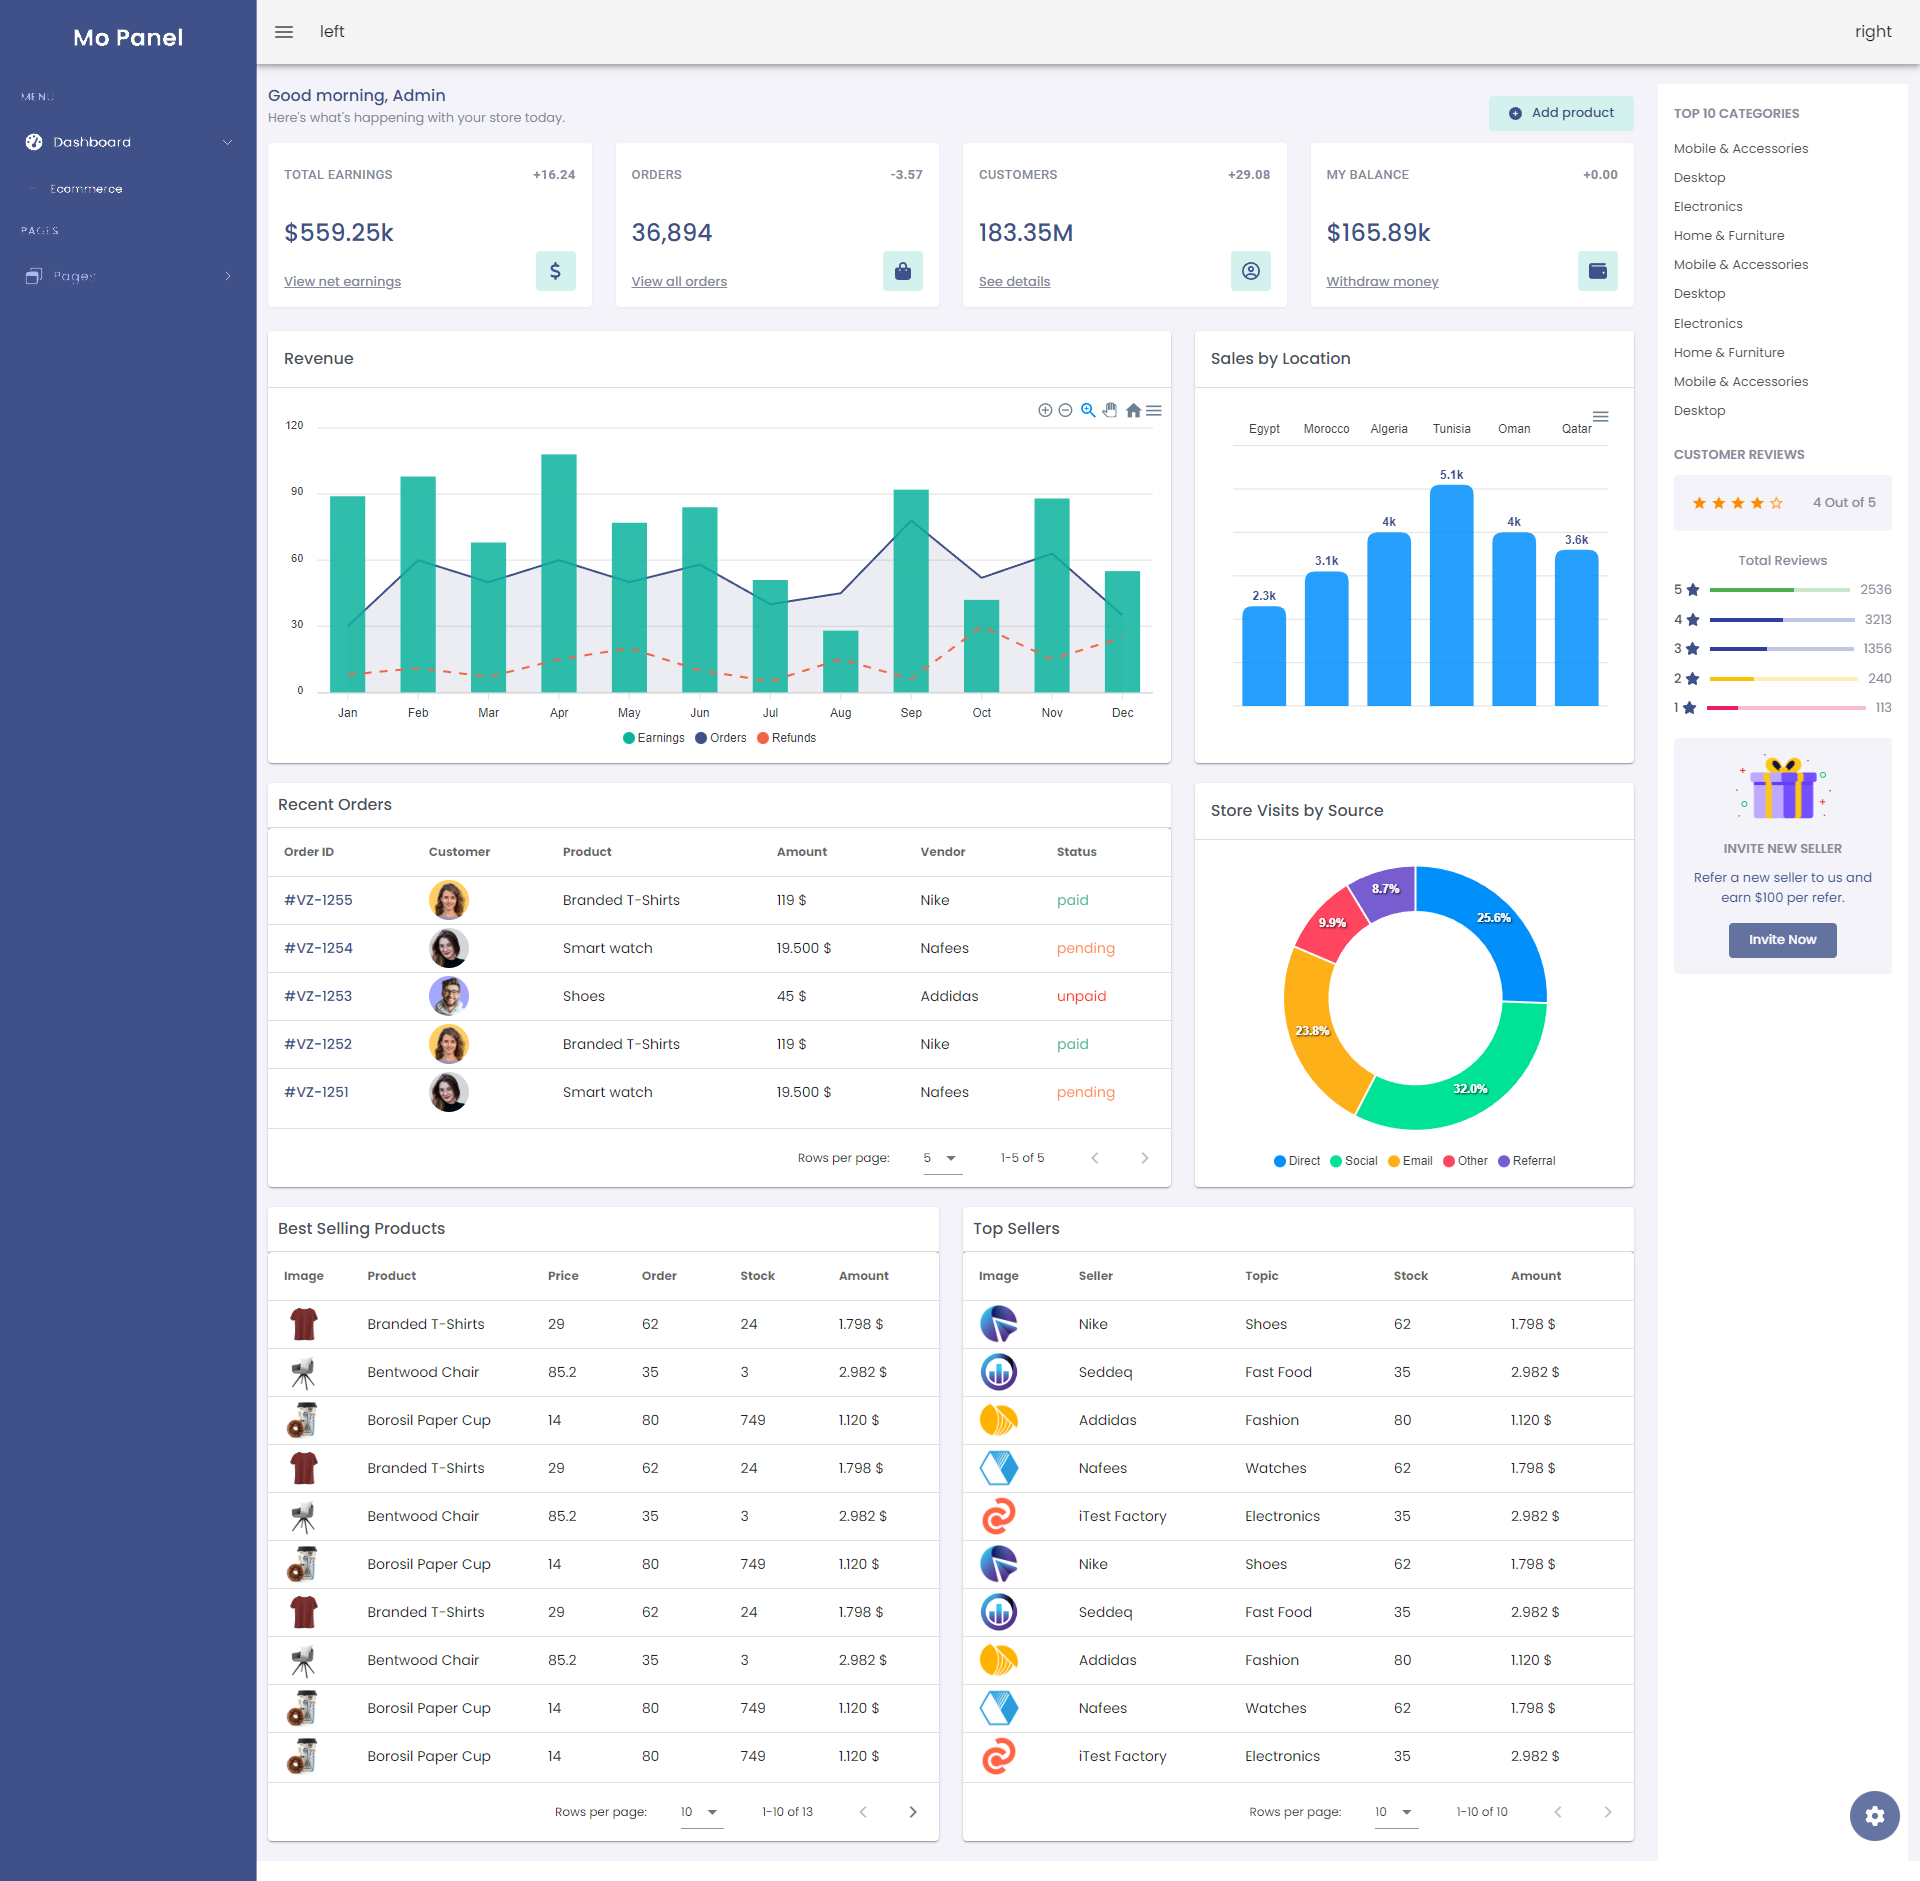 Mo Panel
MENU
Dashboard
Ecommerce
PAGES
Pages
left
right
Good morning, Admin
Here's what's happening with your store today.
Add product
TOTAL EARNINGS +16.24
$559.25k
View net earnings
ORDERS -3.57
36,894
View all orders
CUSTOMERS +29.08
183.35M
See details
MY BALANCE +0.00
$165.89k
Withdraw money
Revenue
120
90
60
30
0
Jan Feb Mar Apr May Jun Jul Aug Sep Oct Nov Dec
Earnings Orders Refunds
Sales by Location
Egypt Morocco Algeria Tunisia Oman Qatar
2.3k 3.1k 4k 5.1k 4k 3.6k
Recent Orders
Order ID Customer Product Amount Vendor Status
#VZ-1255 Branded T-Shirts 119 $ Nike paid
#VZ-1254 Smart watch 19.500 $ Nafees pending
#VZ-1253 Shoes 45 $ Addidas unpaid
#VZ-1252 Branded T-Shirts 119 $ Nike paid
#VZ-1251 Smart watch 19.500 $ Nafees pending
Rows per page: 5 1-5 of 5
Store Visits by Source
8.7%
25.6%
9.9%
23.8%
32.0%
Direct Social Email Other Referral
Best Selling Products
Image Product Price Order Stock Amount
Branded T-Shirts 29 62 24 1.798 $
Bentwood Chair 85.2 35 3 2.982 $
Borosil Paper Cup 14 80 749 1.120 $
Branded T-Shirts 29 62 24 1.798 $
Bentwood Chair 85.2 35 3 2.982 $
Borosil Paper Cup 14 80 749 1.120 $
Branded T-Shirts 29 62 24 1.798 $
Bentwood Chair 85.2 35 3 2.982 $
Borosil Paper Cup 14 80 749 1.120 $
Borosil Paper Cup 14 80 749 1.120 $
Rows per page: 10 1-10 of 13
Top Sellers
Image Seller Topic Stock Amount
Nike Shoes 62 1.798 $
Seddeq Fast Food 35 2.982 $
Addidas Fashion 80 1.120 $
Nafees Watches 62 1.798 $
iTest Factory Electronics 35 2.982 $
Nike Shoes 62 1.798 $
Seddeq Fast Food 35 2.982 $
Addidas Fashion 80 1.120 $
Nafees Watches 62 1.798 $
iTest Factory Electronics 35 2.982 $
Rows per page: 10 1-10 of 10
TOP 10 CATEGORIES
Mobile & Accessories
Desktop
Electronics
Home & Furniture
Mobile & Accessories
Desktop
Electronics
Home & Furniture
Mobile & Accessories
Desktop
CUSTOMER REVIEWS
4 Out of 5
Total Reviews
5 2536
4 3213
3 1356
2 240
1 113
INVITE NEW SELLER
Refer a new seller to us and
earn $100 per refer.
Invite Now